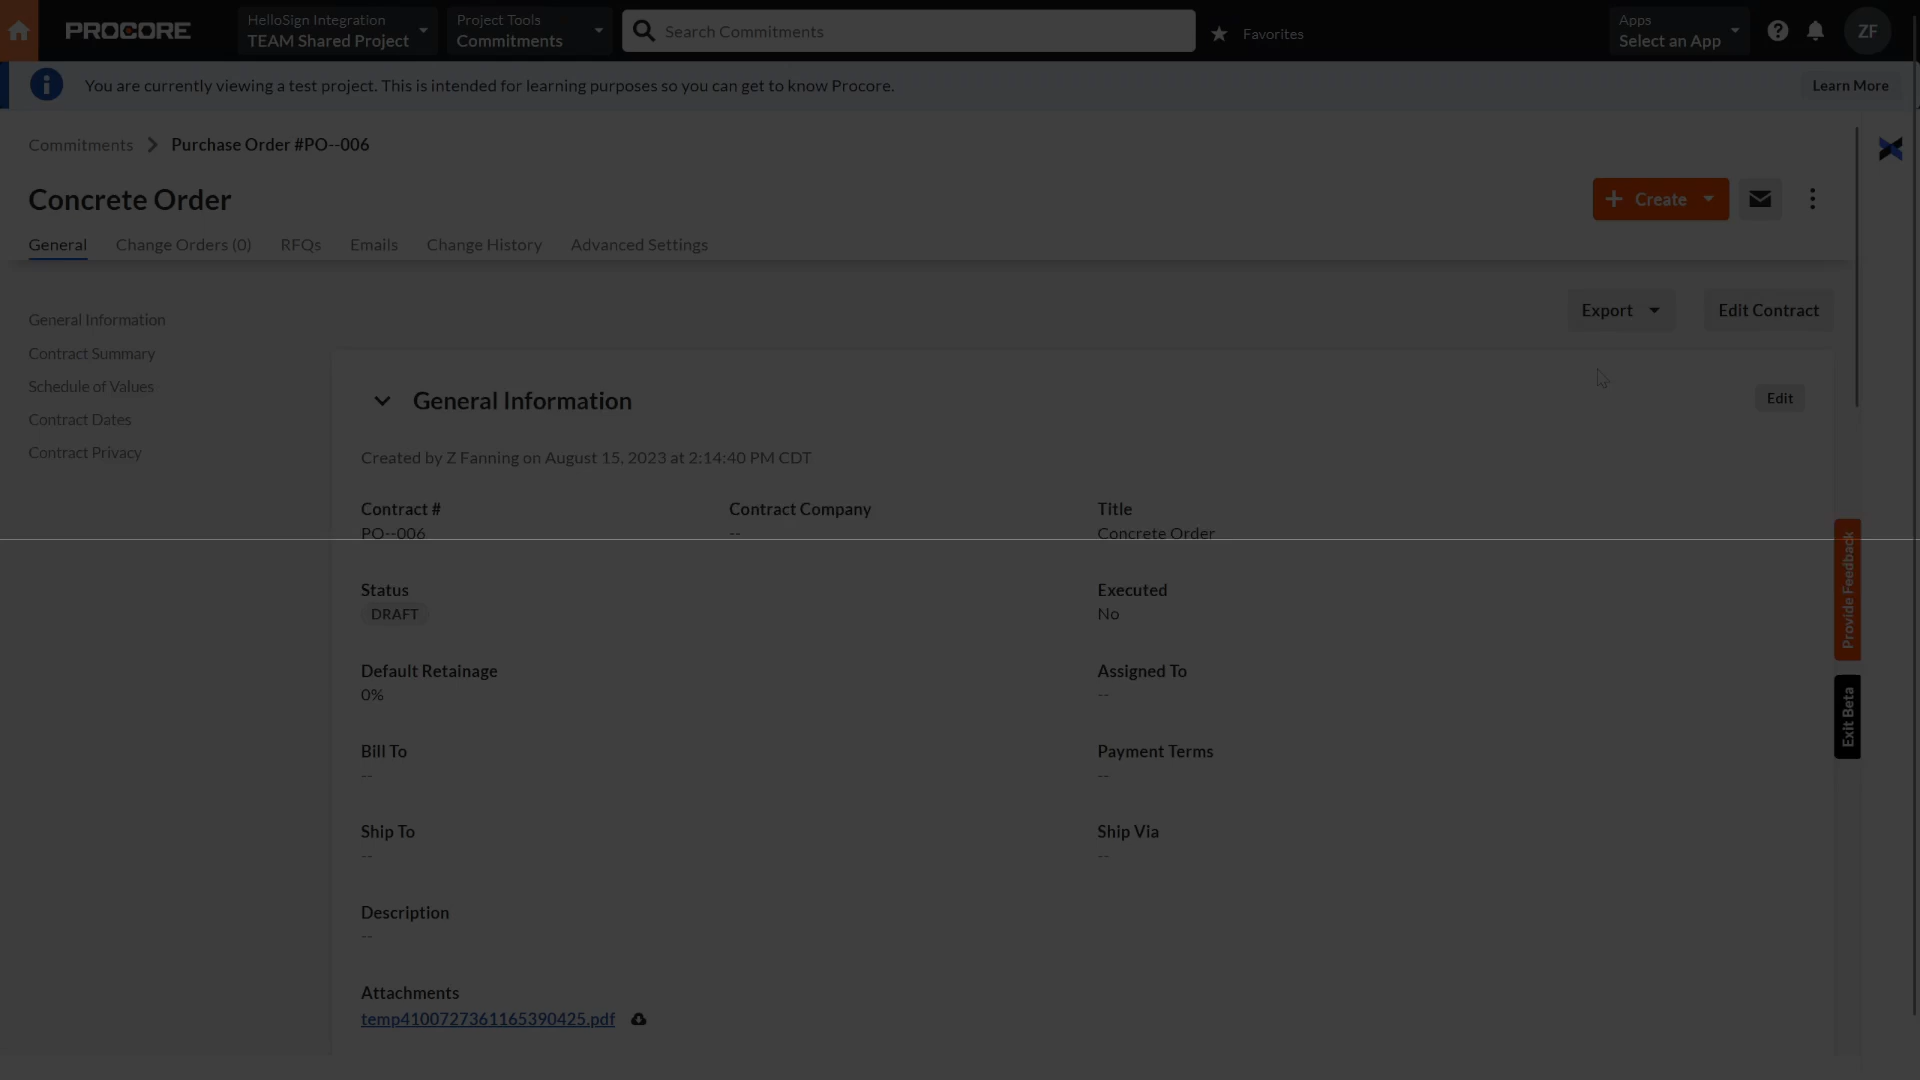 HelloSign Integration
TEAM Shared Project
Project Tools
Commitments
PROCORE
Search Commitments
Favorites
Apps
Select an App
ZF
You are currently viewing a test project. This is intended for learning purposes so you can get to know Procore.
Learn More
Commitments
Purchase Order #PO--006
Concrete Order
Create
General
Change Orders (0)
RFQs
Emails
Change History
Advanced Settings
Export
Edit Contract
General Information
Contract Summary
Schedule of Values
Contract Dates
Contract Privacy
General Information
Edit
Created by Z Fanning on August 15, 2023 at 2:14:40 PM CDT
Contract #
PO--006
Contract Company
--
Title
Concrete Order
Status
DRAFT
Executed
No
Default Retainage
0%
Assigned To
--
Bill To
--
Payment Terms
--
Ship To
--
Ship Via
--
Description
--
Attachments
temp4100727361165390425.pdf
Provide Feedback
Exit Beta